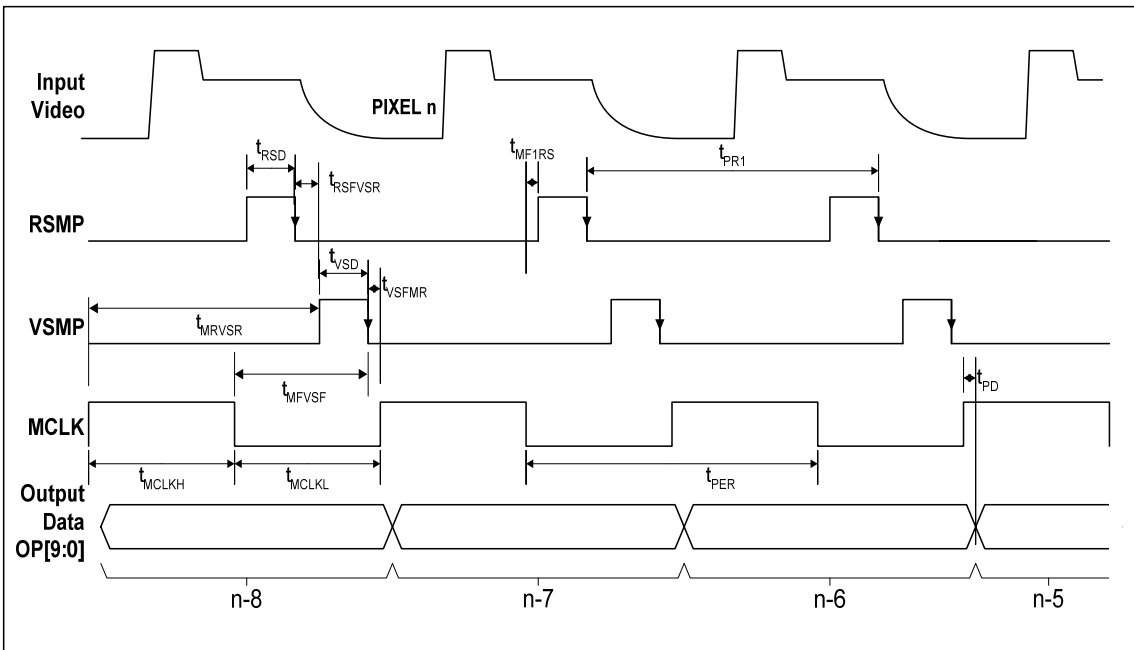 Input
Video
PIXEL n
tRSD
tMF1RS
tPR1
tRSFVSR
RSMP
tVSD
tVSFMR
VSMP
tMRVSR
tMFVSF
tPD
MCLK
tMCLKH
tMCLKL
tPER
Output
Data
OP[9:0]
n-8
n-7
n-6
n-5